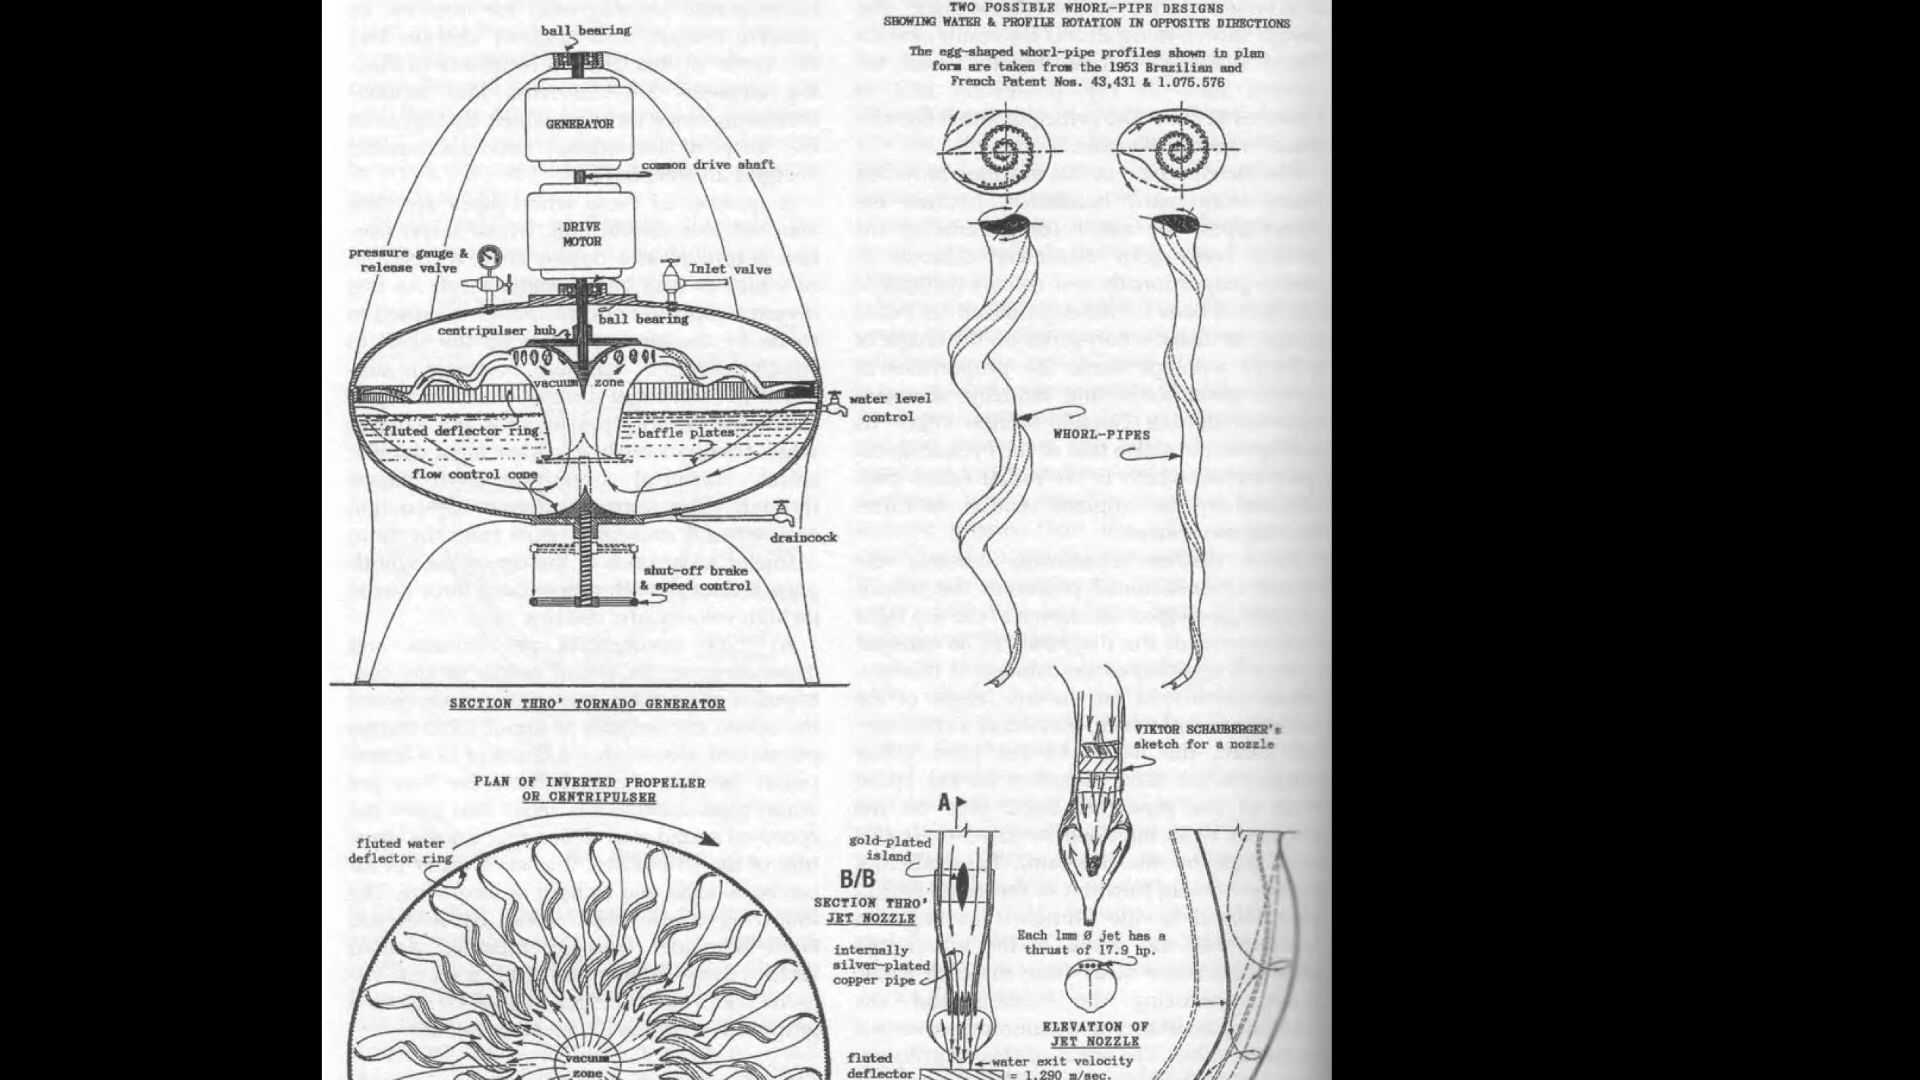 ball bearing
GENERATOR
common drive shaft
DRIVE
MOTOR
pressure gauge &
release valve
Inlet valve
ball bearing
centripulser hub
vacuum zone
water level
control
fluted deflector ring
baffle plates
flow control cone
draincock
shut-off brake
& speed control
SECTION THRO' TORNADO GENERATOR
PLAN OF INVERTED PROPELLER
OR CENTRIPULSER
fluted water
deflector ring
vacuum
zone
TWO POSSIBLE WHORL-PIPE DESIGNS
SHOWING WATER & PROFILE ROTATION IN OPPOSITE DIRECTIONS
The egg-shaped whorl-pipe profiles shown in plan
form are taken from the 1953 Brazilian and
French Patent Nos. 43,431 & 1.075.576
WHORL-PIPES
VIKTOR SCHAUBERGER's
sketch for a nozzle
A
gold-plated
island
B/B
SECTION THRO'
JET NOZZLE
internally
silver-plated
copper pipe
Each 1mm Ø jet has a
thrust of 17.9 hp.
ELEVATION OF
JET NOZZLE
fluted
deflector
water exit velocity
= 1,290 m/sec.